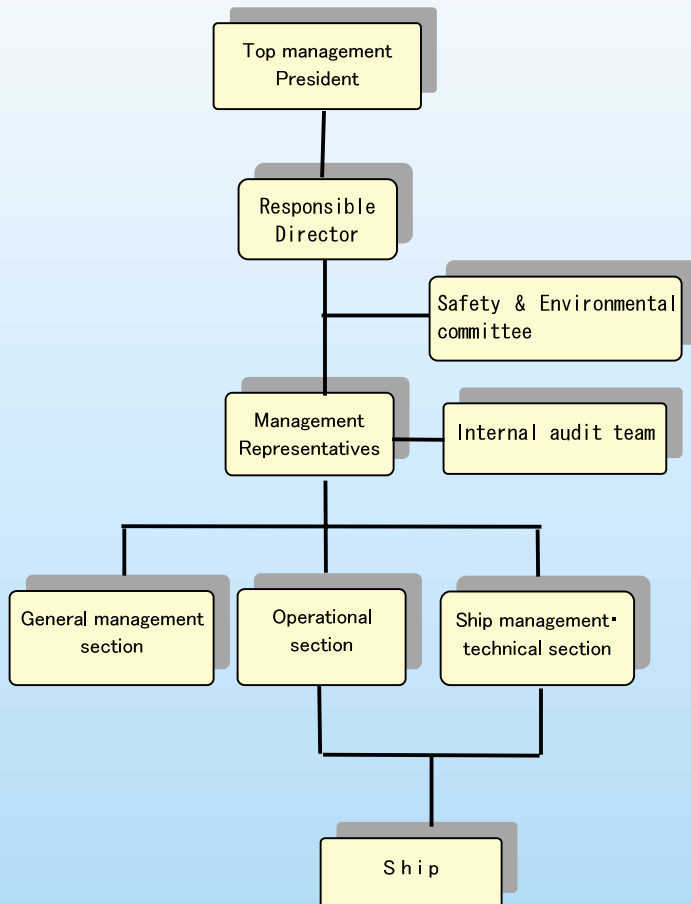 Top management
President
Responsible
Director
Safety & Environmental
committee
Management
Representatives
Internal audit team
General management
section
Operational
section
Ship management･
technical section
Ship